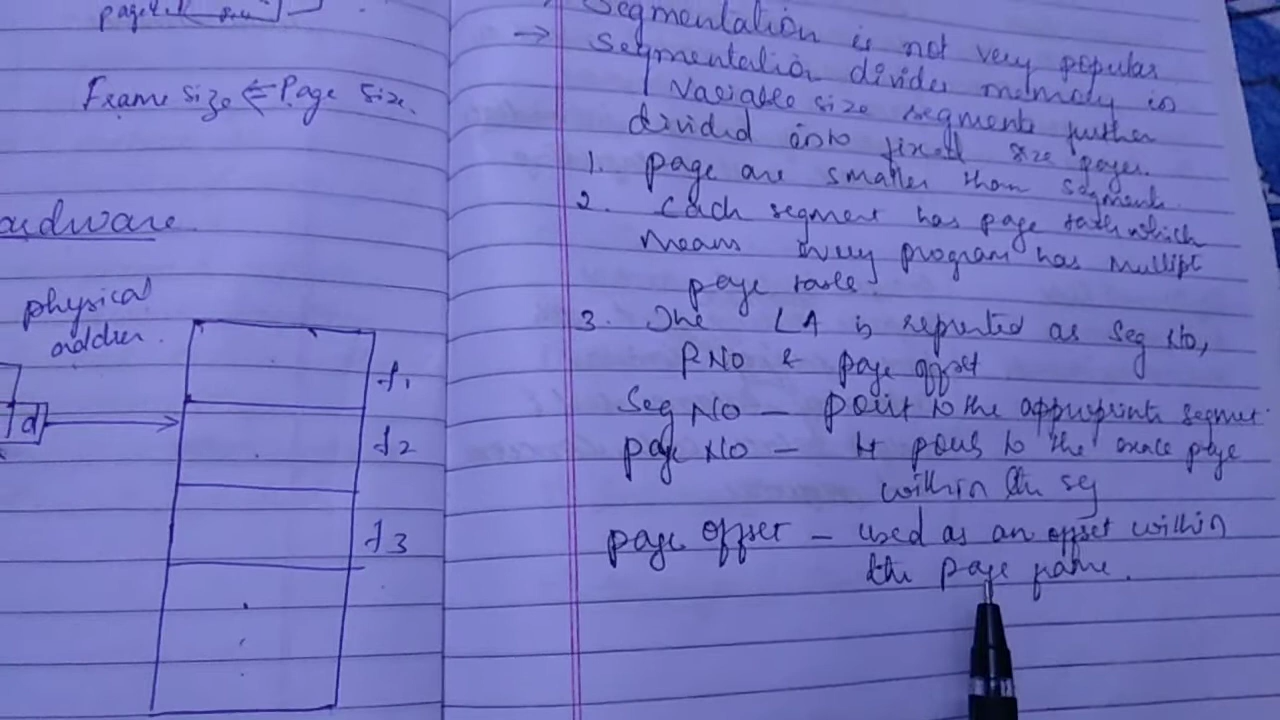 page
Frame size <= Page size.
ardware
physical
f1
d
f2
f3
Segmentation is not very popular
→ Segmentation divides memory in
Variable size segments further
divided into fixed size pages.
1. page are smaller than segment
2. Each segment has page table which
means every program has multiple
page table.
3. The LA is reprented as Seg No,
PNO & page offset
Seg NO - point to the appropriate segment
page No - It points to the exact page
within the seg
page offset - used as an offset within
the page frame.